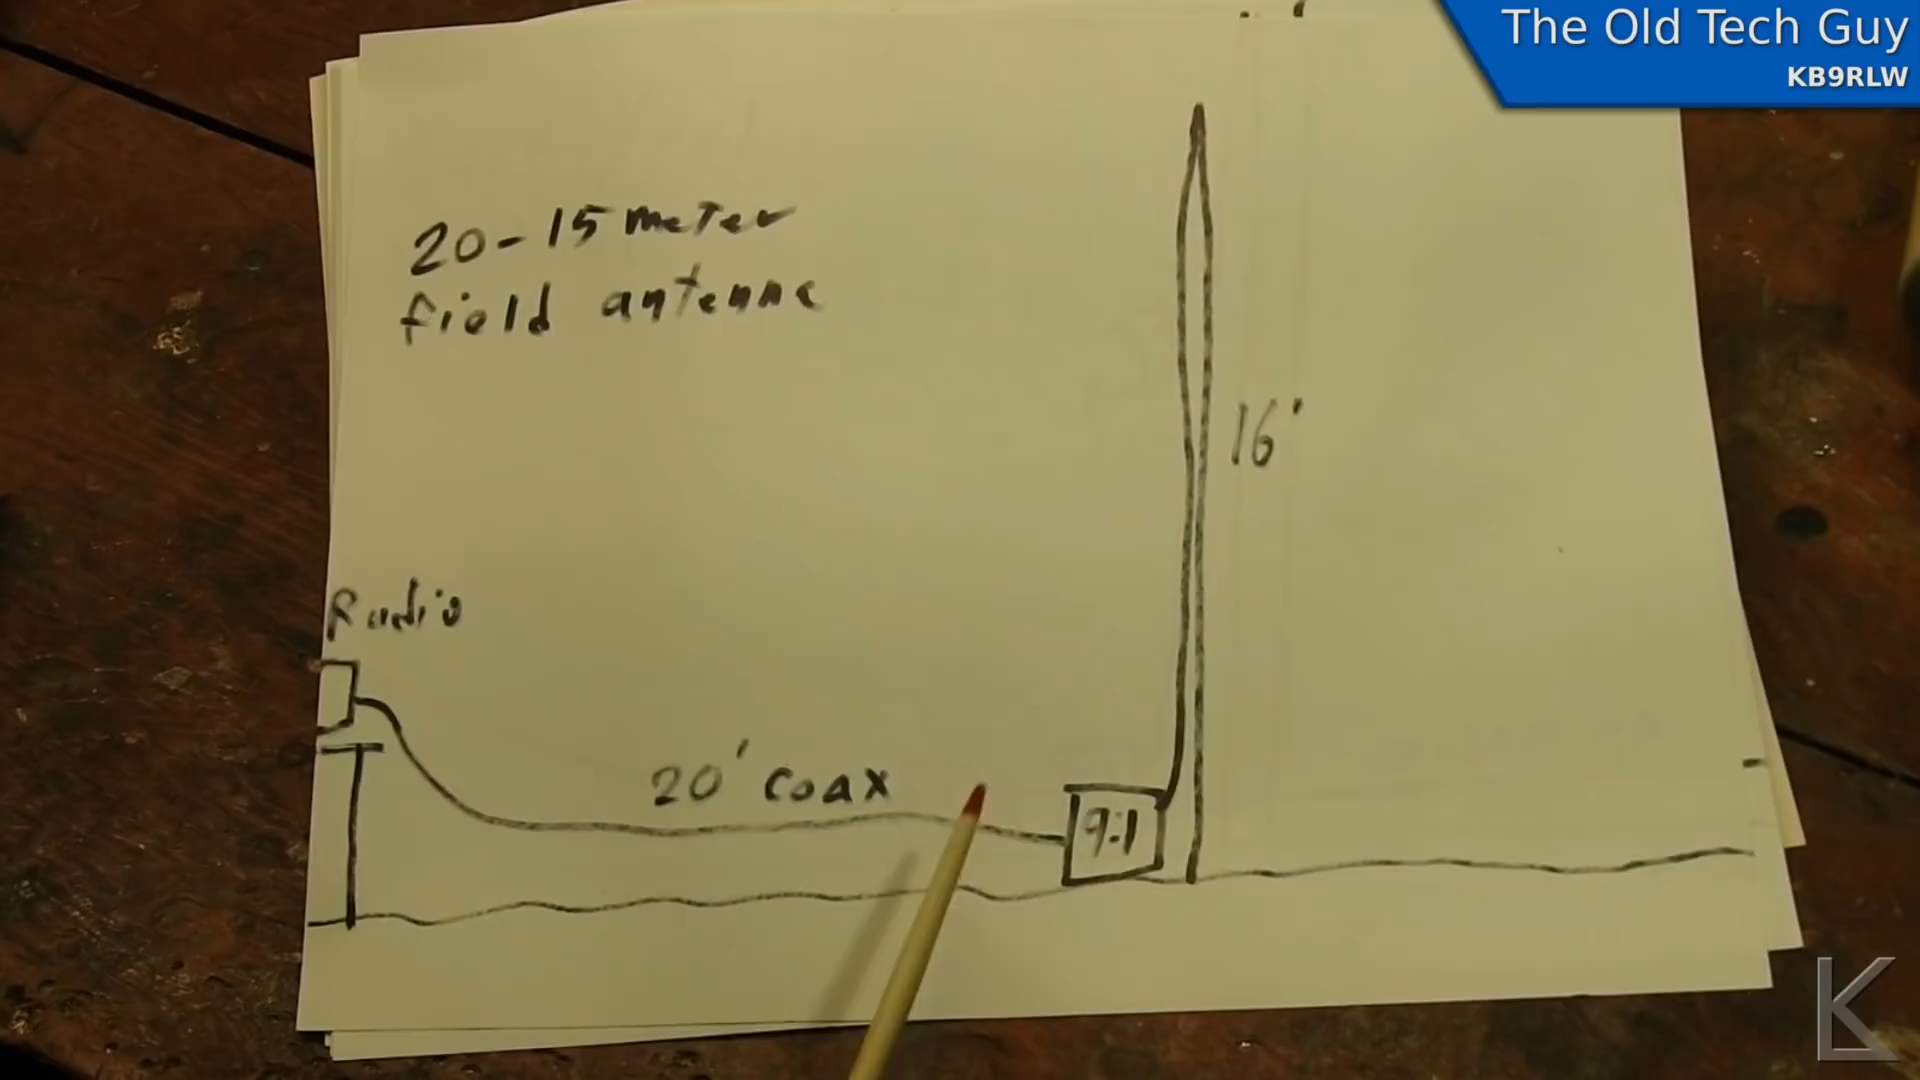 The Old Tech Guy
KB9RLW
20-15 meter
field antenna
16'
Radio
20' coax
9:1
K